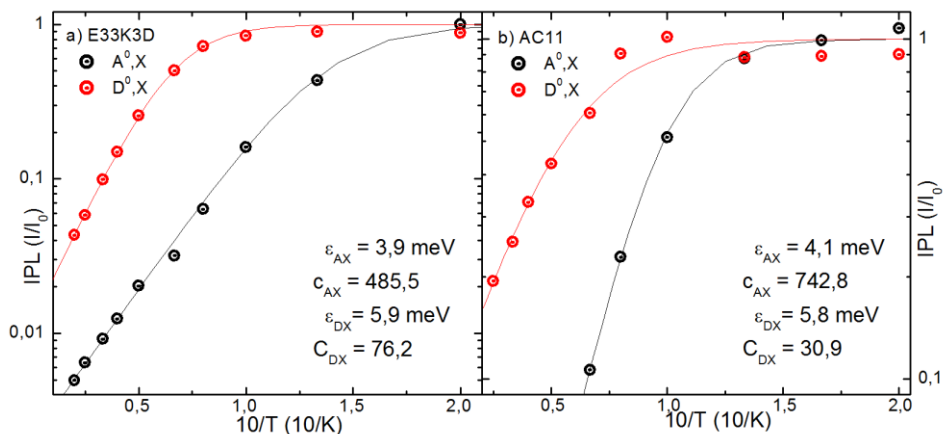 a) E33K3D
A⁰,X
D⁰,X
1
0,1
0,01
IPL (I/I₀)
ε_AX = 3,9 meV
c_AX = 485,5
ε_DX = 5,9 meV
C_DX = 76,2
0,5
1,0
1,5
2,0
10/T (10/K)
b) AC11
A⁰,X
D⁰,X
1
0,1
IPL (I/I₀)
ε_AX = 4,1 meV
c_AX = 742,8
ε_DX = 5,8 meV
C_DX = 30,9
0,5
1,0
1,5
2,0
10/T (10/K)